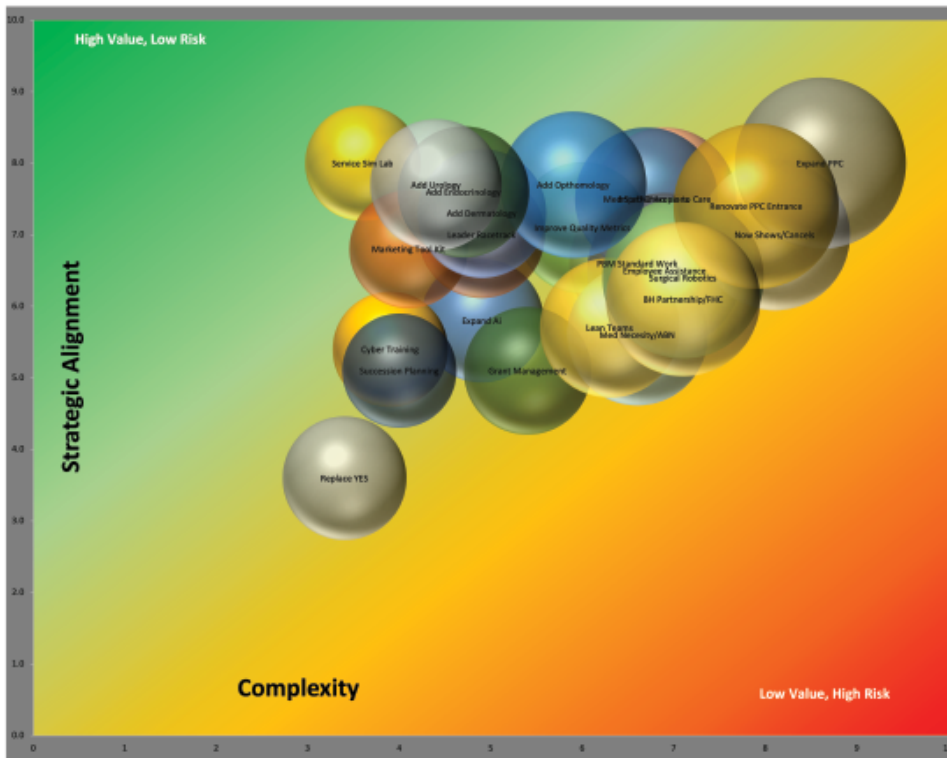 10.0
High Value, Low Risk
9.0
8.0
Service Sim Lab
Expand PPC
Add Urology
Add Opthomology
Add Endocrinology
Renovate PPC Entrance
Add Dermatology
Improve Quality Metrics
7.0
Leader Racetrack
Now Shows/Cancels
Marketing Tool Kit
PBM Standard Work
Employee Assistance
Surgical Robotics
6.0
BH Partnership/FHC
Expand AI
Lean Teams
Med Necesity/ABN
Cyber Training
5.0
Succession Planning
Grant Management
4.0
Replace YES
3.0
2.0
1.0
0.0
Strategic Alignment
Complexity
Low Value, High Risk
0 1 2 3 4 5 6 7 8 9